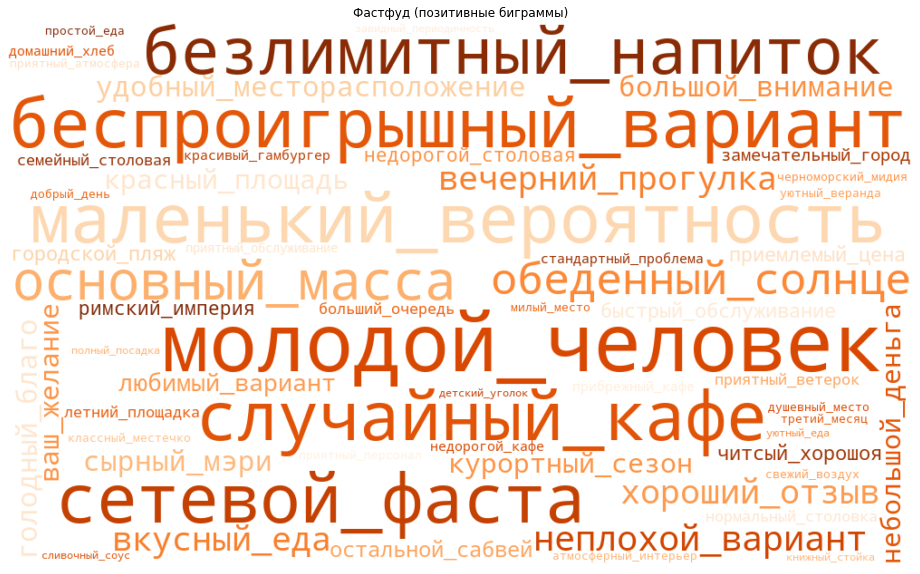 Фастфуд (позитивные биграммы)
простой_еда
завидный_периодичность
безлимитный_напиток
домашний_хлеб
приятный_атмосфера
удобный_месторасположение
большой_внимание
беспроигрышный_вариант
семейный_столовая
красивый_гамбургер
недорогой_столовая
замечательный_город
красный_площадь
вечерний_прогулка
черноморский_мидия
добрый_день
уютный_веранда
маленький_вероятность
городской_пляж
приятный_обслуживание
стандартный_проблема
приемлемый_цена
основный_масса
обеденный_солнце
римский_империя
больший_очередь
милый_место
быстрый_обслуживание
голодный_благо
ваш_желание
небольшой_деньга
молодой_человек
полный_посадка
любимый_вариант
детский_уголок
прибрежный_кафе
приятный_ветерок
летний_площадка
случайный_кафе
душевный_место
третий_месяц
классный_местечко
уютный_еда
недорогой_кафе
сырный_мэри
приятный_персонал
курортный_сезон
читсый_хорошоя
свежий_воздух
сетевой_фаста
хороший_отзыв
нормальный_столовка
вкусный_еда
остальной_сабвей
неплохой_вариант
сливочный_соус
атмосферный_интерьер
книжный_стойка